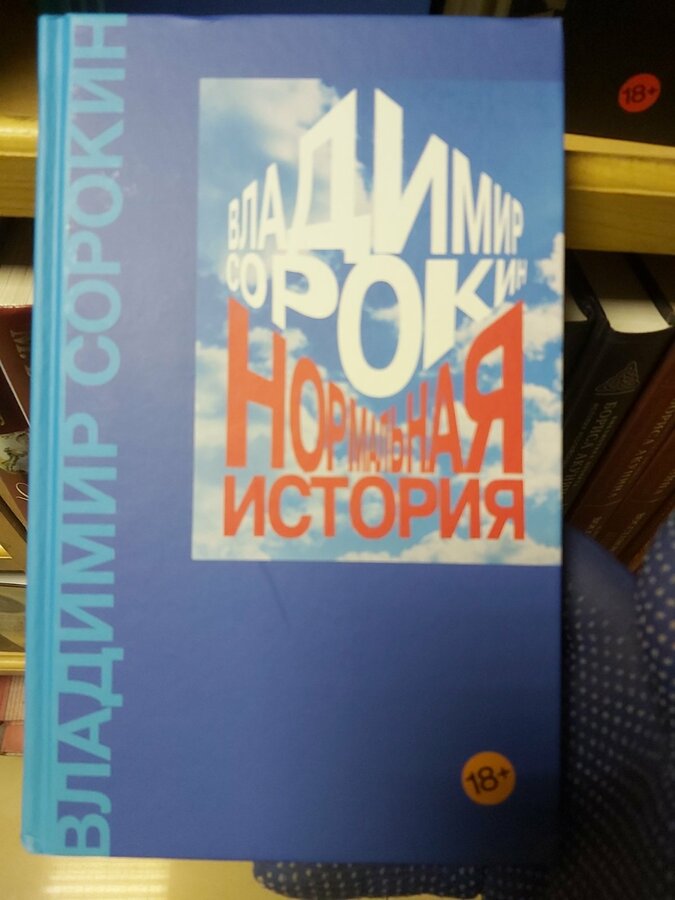 ВЛАДИМИР СОРОКИН
ВЛАДИМИР
СОРОКИН
НОРМАЛЬНАЯ
ИСТОРИЯ
18+
18+